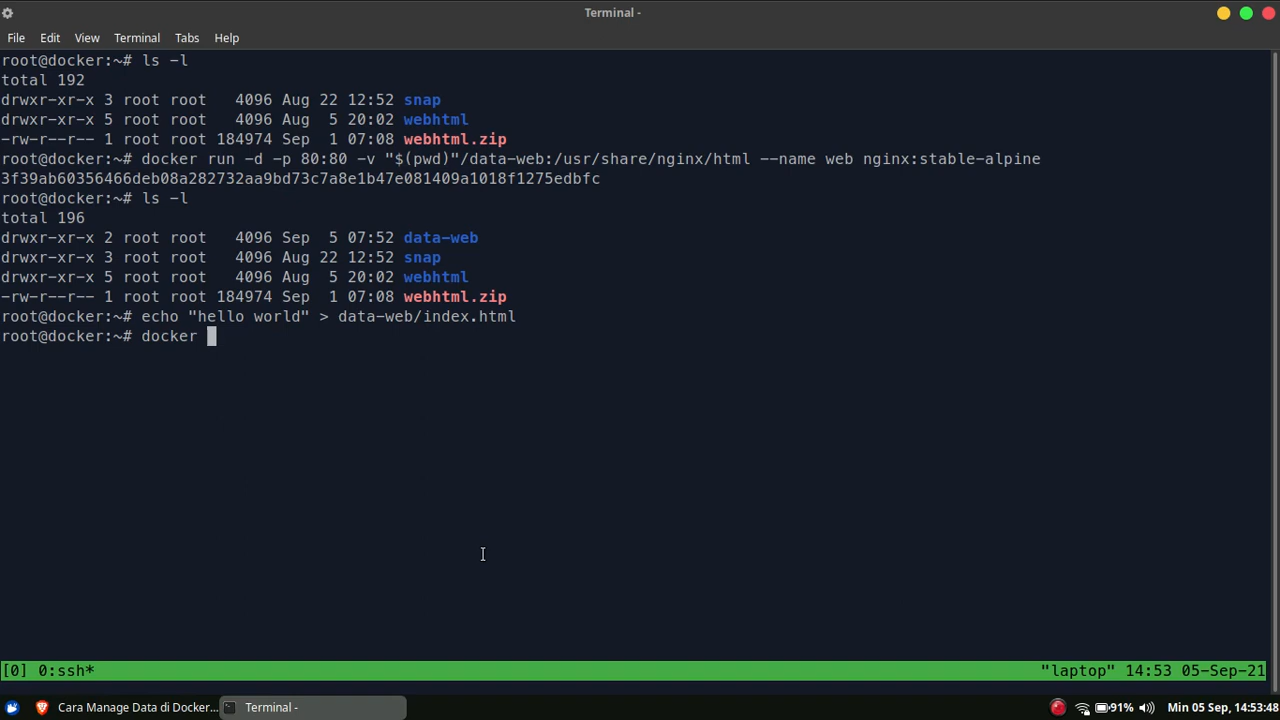 Terminal -
File Edit View Terminal Tabs Help
root@docker:~# ls -l
total 192
drwxr-xr-x 3 root root   4096 Aug 22 12:52 snap
drwxr-xr-x 5 root root   4096 Aug  5 20:02 webhtml
-rw-r--r-- 1 root root 184974 Sep  1 07:08 webhtml.zip
root@docker:~# docker run -d -p 80:80 -v "$(pwd)"/data-web:/usr/share/nginx/html --name web nginx:stable-alpine
3f39ab60356466deb08a282732aa9bd73c7a8e1b47e081409a1018f1275edbfc
root@docker:~# ls -l
total 196
drwxr-xr-x 2 root root   4096 Sep  5 07:52 data-web
drwxr-xr-x 3 root root   4096 Aug 22 12:52 snap
drwxr-xr-x 5 root root   4096 Aug  5 20:02 webhtml
-rw-r--r-- 1 root root 184974 Sep  1 07:08 webhtml.zip
root@docker:~# echo "hello world" > data-web/index.html
root@docker:~# docker
[0] 0:ssh* "laptop" 14:53 05-Sep-21
Cara Manage Data di Docker... Terminal - 91% Min 05 Sep, 14:53:48